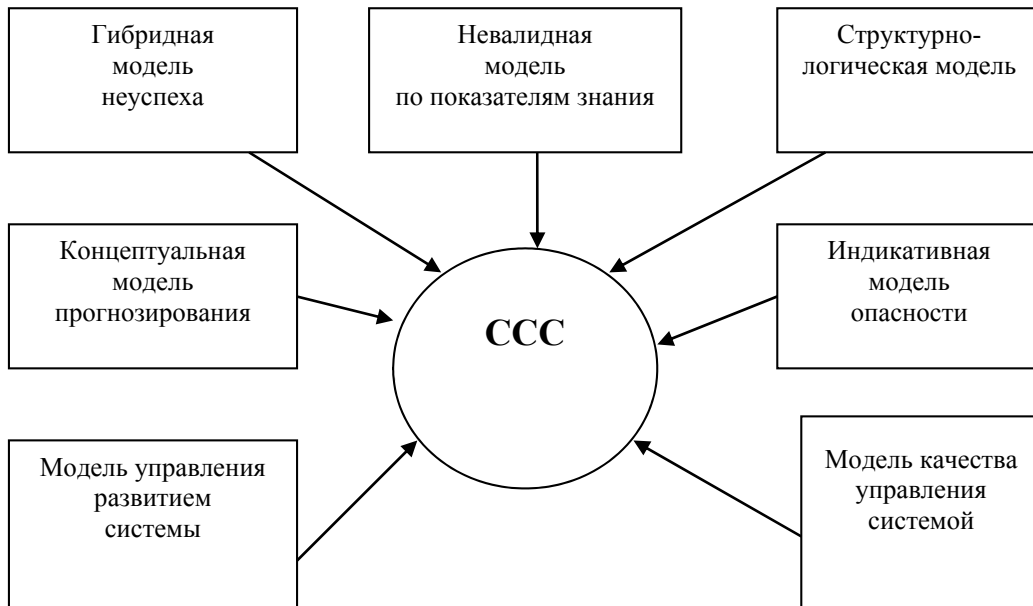 Гибридная
модель
неуспеха
Невалидная
модель
по показателям знания
Структурно-
логическая модель
Концептуальная
модель
прогнозирования
ССС
Индикативная
модель
опасности
Модель управления
развитием
системы
Модель качества
управления
системой